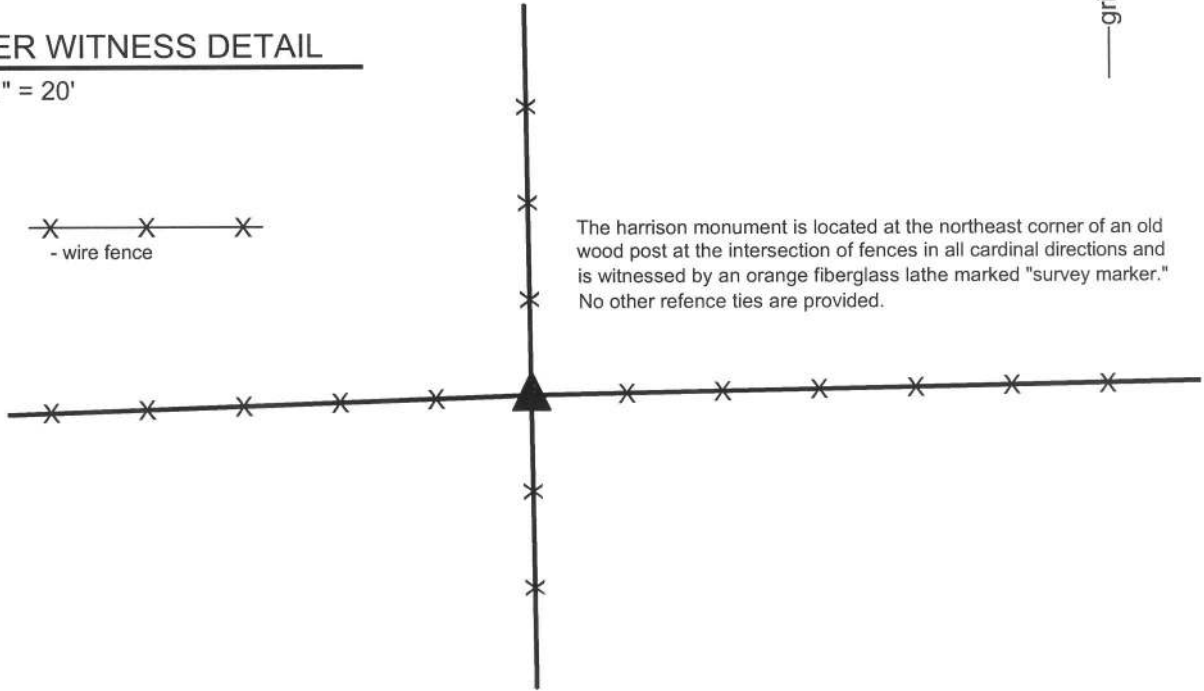 ER WITNESS DETAIL
" = 20'
- wire fence
The harrison monument is located at the northeast corner of an old
wood post at the intersection of fences in all cardinal directions and
is witnessed by an orange fiberglass lathe marked "survey marker."
No other refence ties are provided.